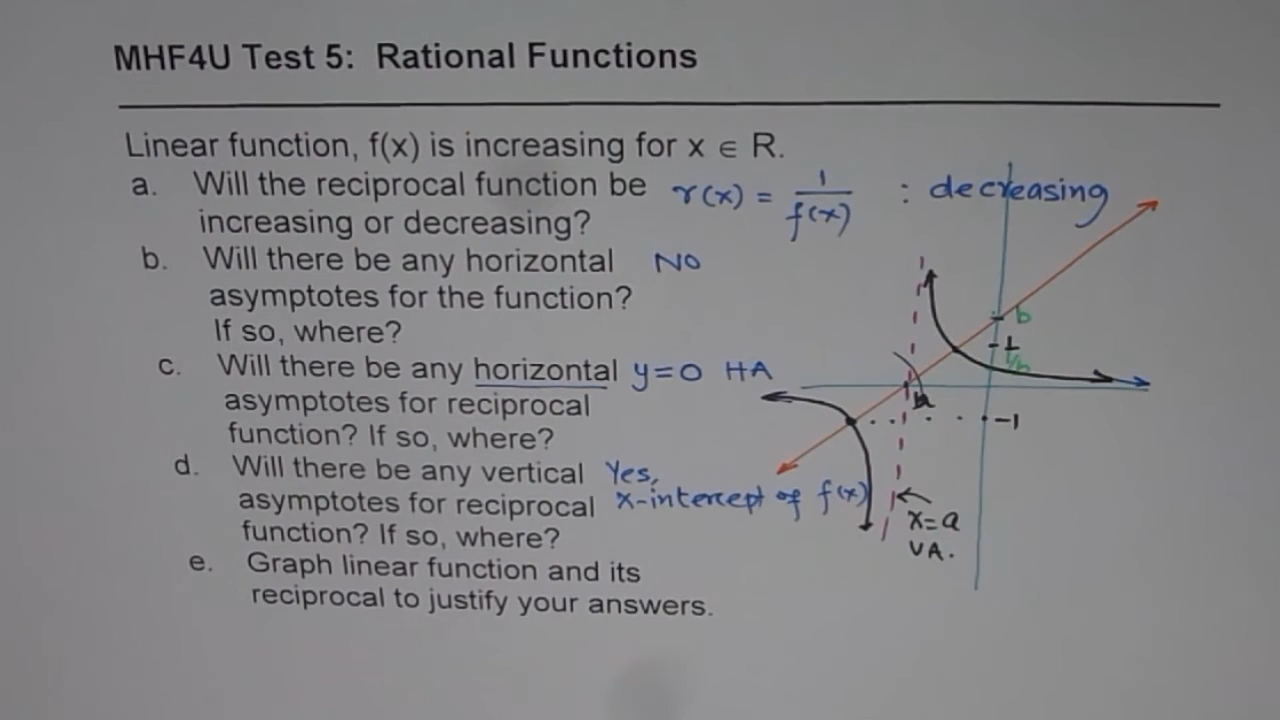 MHF4U Test 5: Rational Functions
Linear function, f(x) is increasing for x ∈ R.
a. Will the reciprocal function be
increasing or decreasing?
r(x) = 1/f(x) : decreasing
b. Will there be any horizontal
asymptotes for the function?
If so, where?
NO
c. Will there be any horizontal
asymptotes for reciprocal
function? If so, where?
y=0 HA
d. Will there be any vertical
asymptotes for reciprocal
function? If so, where?
Yes,
x-intercept of f(x)
e. Graph linear function and its
reciprocal to justify your answers.
b
1
1/b
a
-1
x=a
VA.